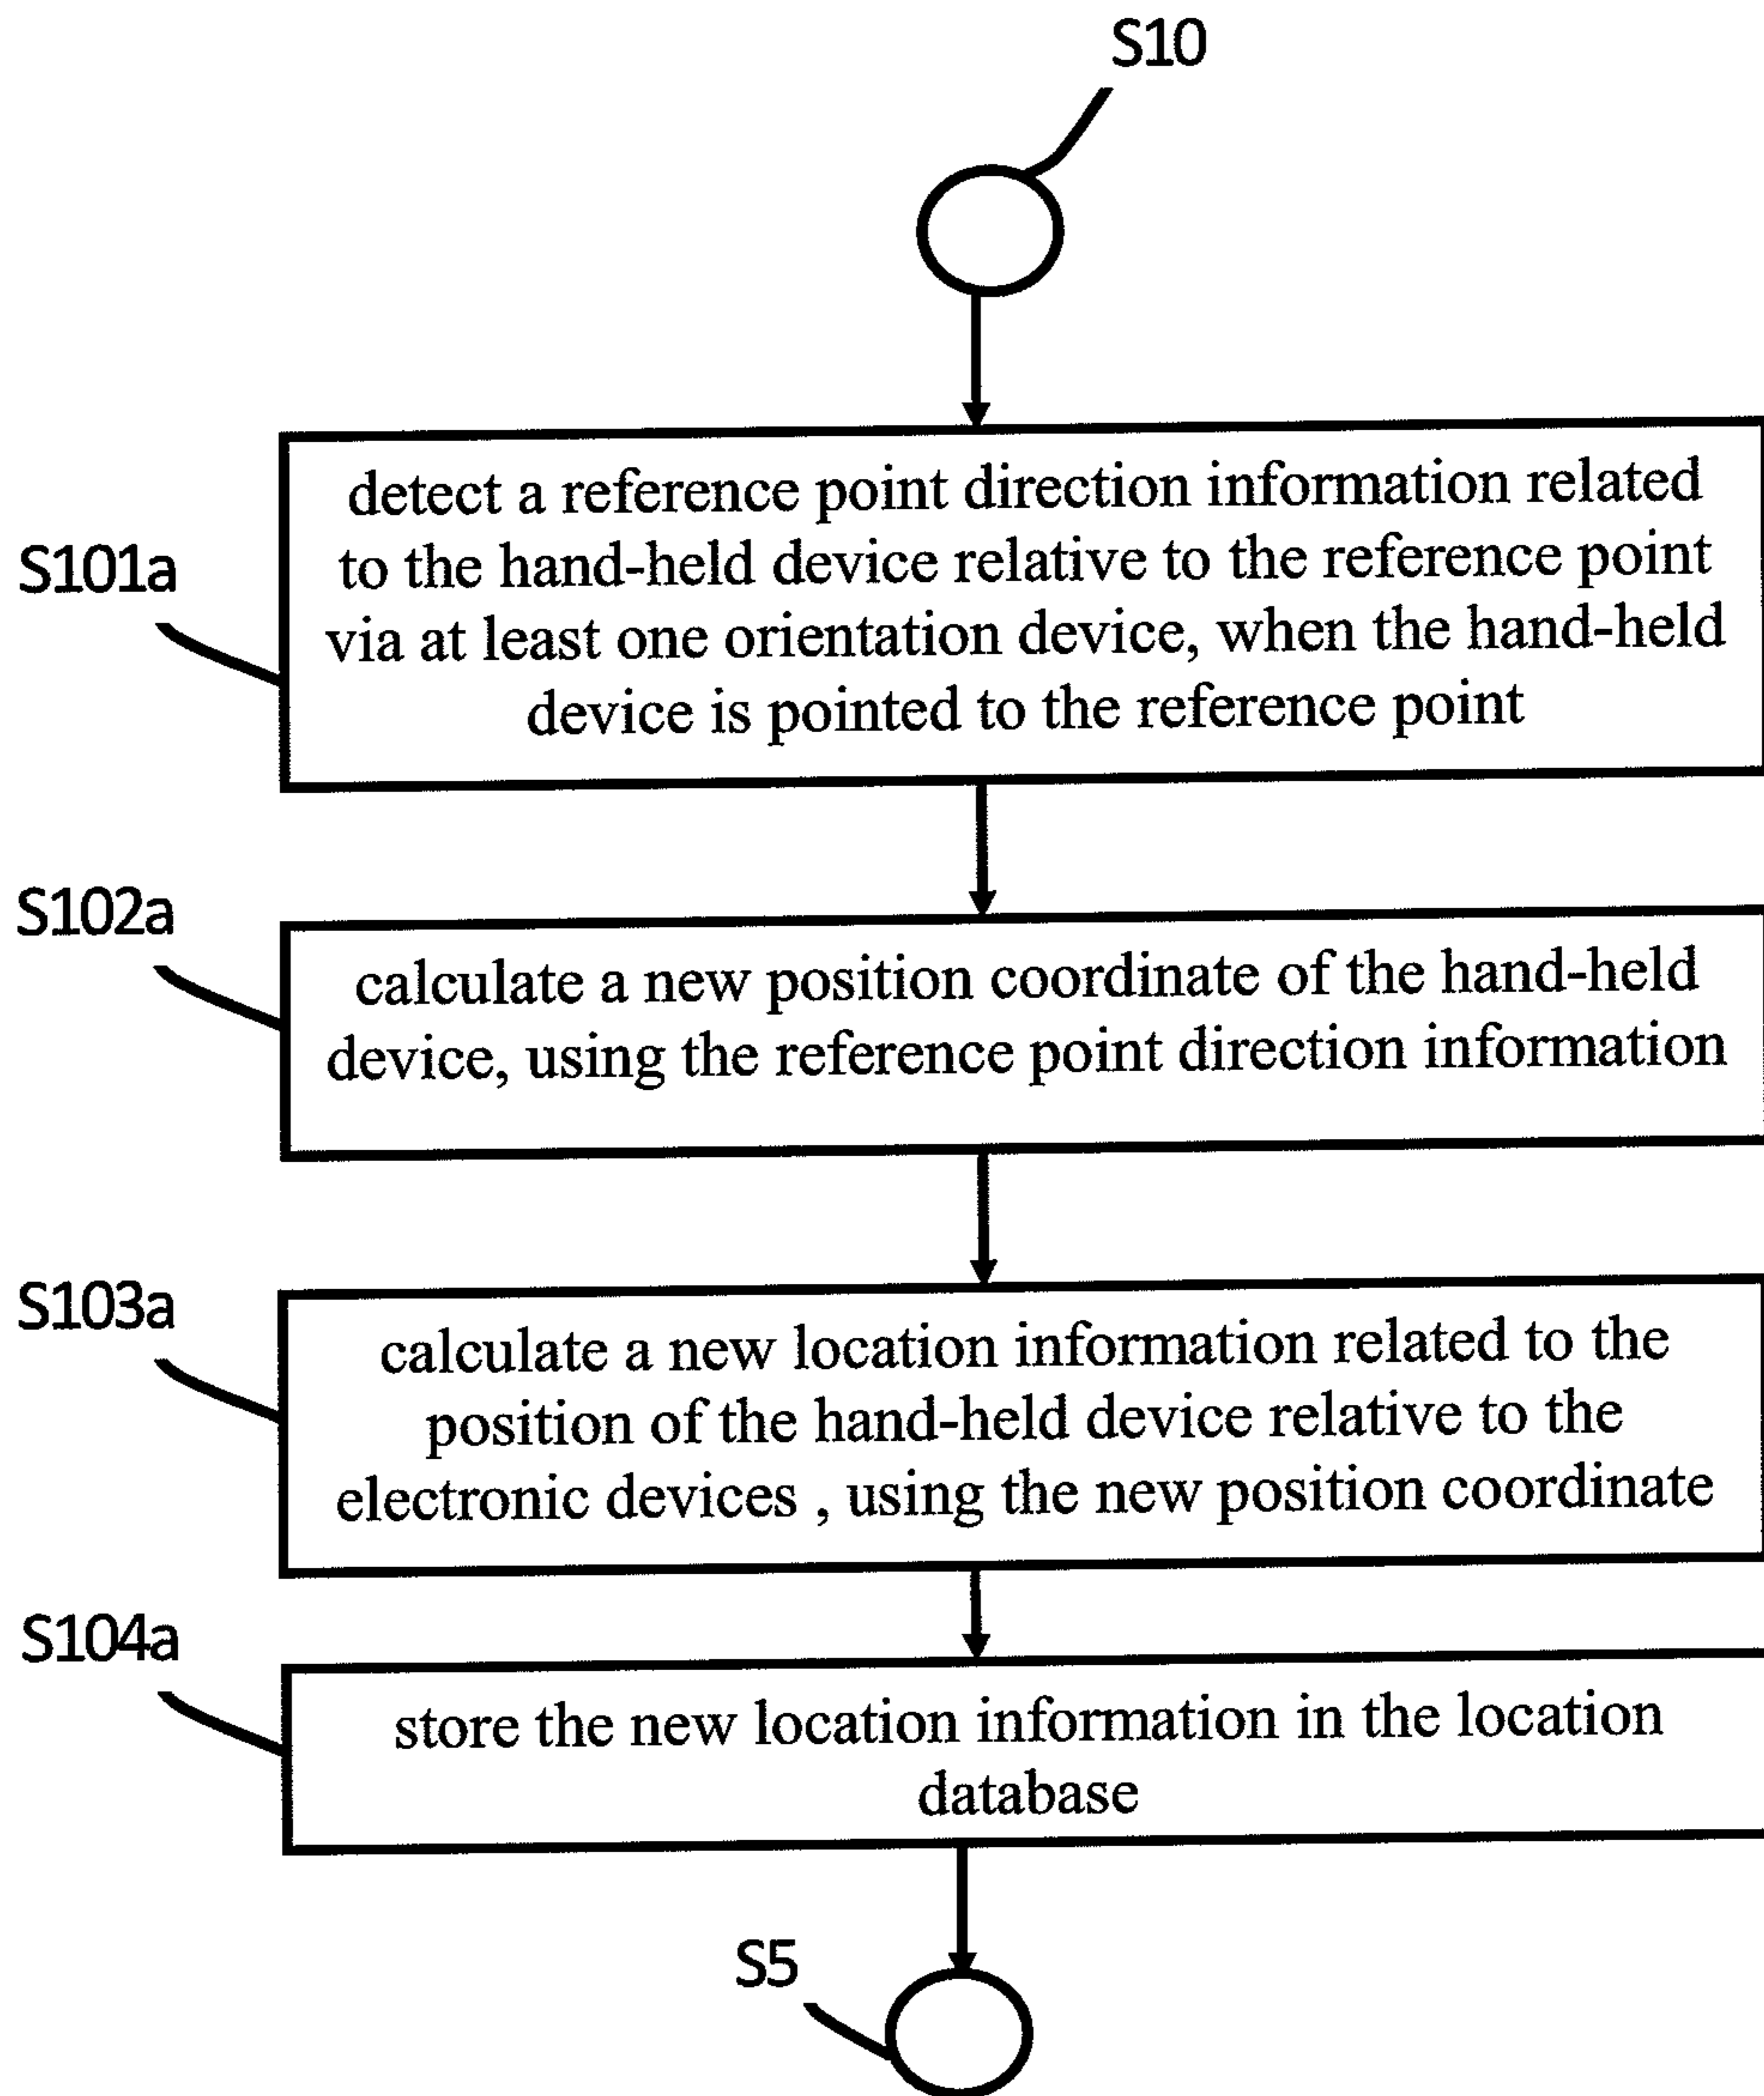 S10
S101a
detect a reference point direction information related
to the hand-held device relative to the reference point
via at least one orientation device, when the hand-held
device is pointed to the reference point
S102a
calculate a new position coordinate of the hand-held
device, using the reference point direction information
S103a
calculate a new location information related to the
position of the hand-held device relative to the
electronic devices , using the new position coordinate
S104a
store the new location information in the location
database
S5